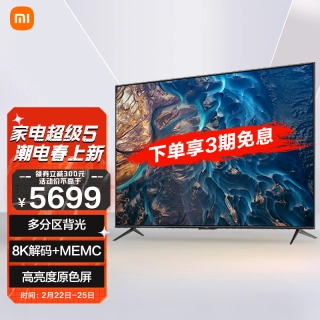 mi
家电超级5
潮电春上新
领券立减300元
活动价不高于
¥5699
多分区背光
8K解码+MEMC
高亮度原色屏
时间:2月22日-25日
下单享3期免息